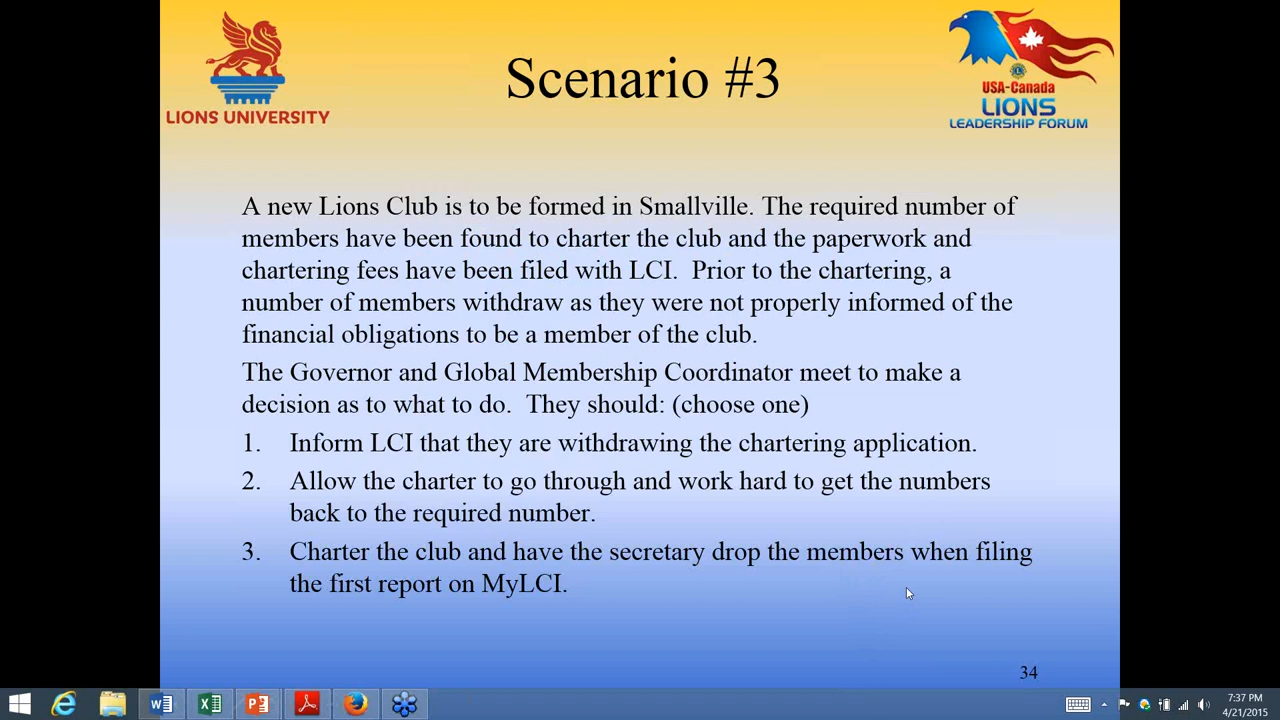 Scenario #3
LIONS UNIVERSITY
USA-Canada
LIONS
LEADERSHIP FORUM
A new Lions Club is to be formed in Smallville. The required number of
members have been found to charter the club and the paperwork and
chartering fees have been filed with LCI. Prior to the chartering, a
number of members withdraw as they were not properly informed of the
financial obligations to be a member of the club.
The Governor and Global Membership Coordinator meet to make a
decision as to what to do. They should: (choose one)
1. Inform LCI that they are withdrawing the chartering application.
2. Allow the charter to go through and work hard to get the numbers
back to the required number.
3. Charter the club and have the secretary drop the members when filing
the first report on MyLCI.
34
7:37 PM
4/21/2015